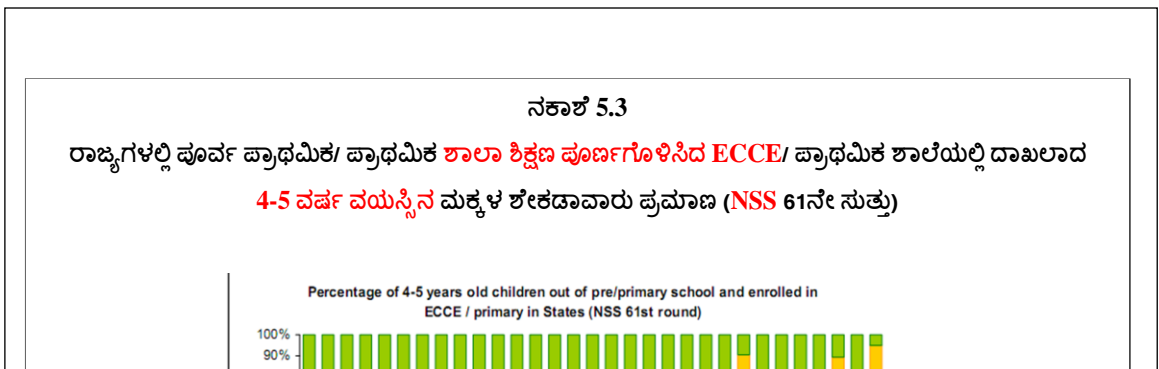 ನಕಾಶೆ 5.3
ರಾಜ್ಯಗಳಲ್ಲಿ ಪೂರ್ವ ಪ್ರಾಥಮಿಕ/ ಪ್ರಾಥಮಿಕ ಶಾಲಾ ಶಿಕ್ಷಣ ಪೂರ್ಣಗೊಳಿಸಿದ ECCE/ ಪ್ರಾಥಮಿಕ ಶಾಲೆಯಲ್ಲಿ ದಾಖಲಾದ
4-5 ವರ್ಷ ವಯಸ್ಸಿನ ಮಕ್ಕಳ ಶೇಕಡಾವಾರು ಪ್ರಮಾಣ (NSS 61ನೇ ಸುತ್ತು)
Percentage of 4-5 years old children out of pre/primary school and enrolled in
ECCE / primary in States (NSS 61st round)
100%
90%